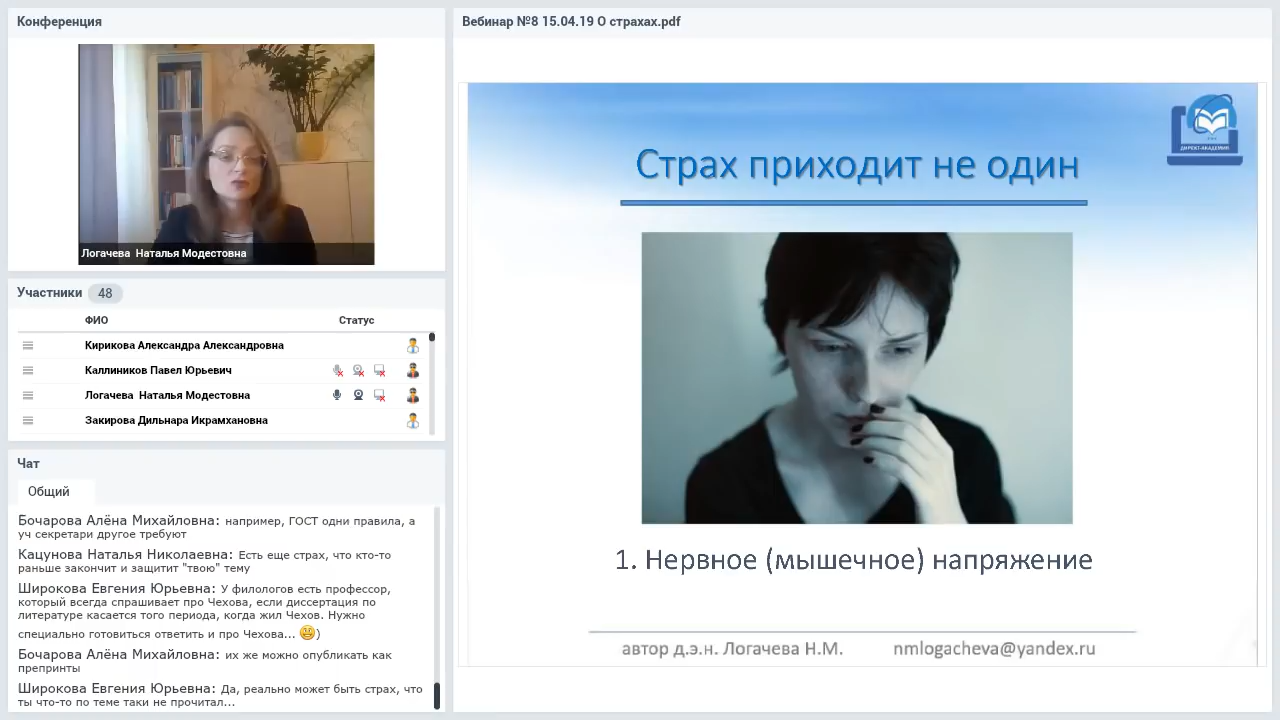 Конференция
Логачева  Наталья Модестовна
Участники 48
ФИО Статус
Кирикова Александра Александровна
Каллиников Павел Юрьевич
Логачева  Наталья Модестовна
Закирова Дильнара Икрамхановна
Чат
Общий
Бочарова Алёна Михайловна: например, ГОСТ одни правила, а
уч секретари другое требуют
Кацунова Наталья Николаевна: Есть еще страх, что кто-то
раньше закончит и защитит "твою" тему
Широкова Евгения Юрьевна: У филологов есть профессор,
который всегда спрашивает про Чехова, если диссертация по
литературе касается того периода, когда жил Чехов. Нужно
специально готовиться ответить и про Чехова... )
Бочарова Алёна Михайловна: их же можно опубликать как
препринты
Широкова Евгения Юрьевна: Да, реально может быть страх, что
ты что-то по теме таки не прочитал...
Вебинар №8 15.04.19 О страхах.pdf
ДИРЕКТ-АКАДЕМИЯ
Страх приходит не один
1. Нервное (мышечное) напряжение
автор д.э.н. Логачева Н.М. nmlogacheva@yandex.ru